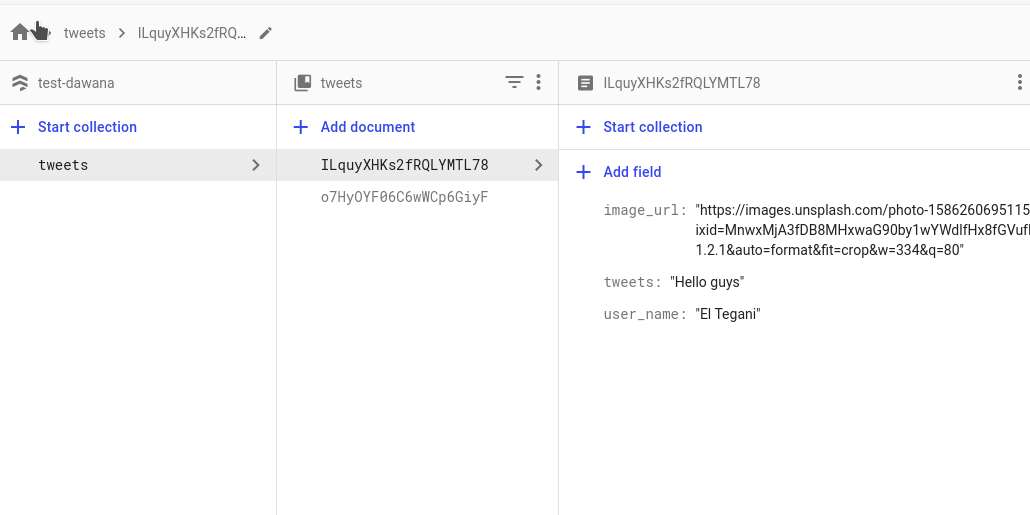 tweets
ILquyXHKs2fRQ...
test-dawana
tweets
ILquyXHKs2fRQLYMTL78
Start collection
Add document
Start collection
tweets
ILquyXHKs2fRQLYMTL78
Add field
o7HyOYF06C6wWCp6GiyF
image_url: "https://images.unsplash.com/photo-1586260695115
ixid=MnwxMjA3fDB8MHxwaG90by1wYWdlfHx8fGVuf
1.2.1&auto=format&fit=crop&w=334&q=80"
tweets: "Hello guys"
user_name: "El Tegani"